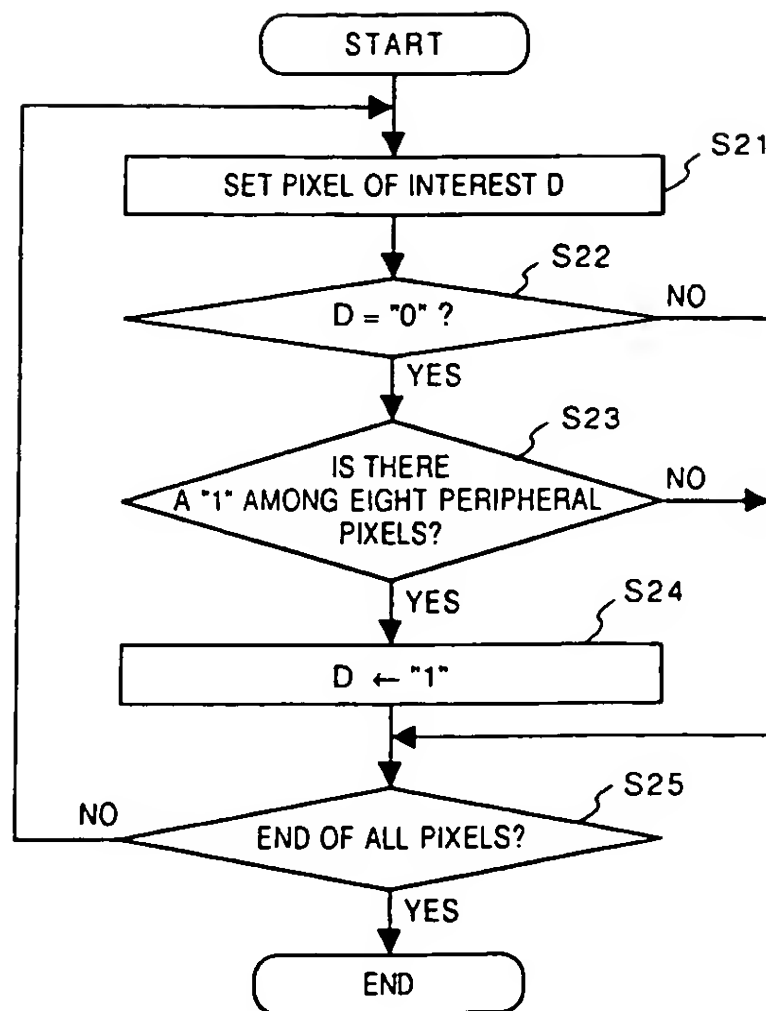 START
S21
SET PIXEL OF INTEREST D
S22
D = "0" ?
NO
YES
S23
IS THERE
A "1" AMONG EIGHT PERIPHERAL
PIXELS?
NO
YES
S24
D ← "1"
S25
NO
END OF ALL PIXELS?
YES
END